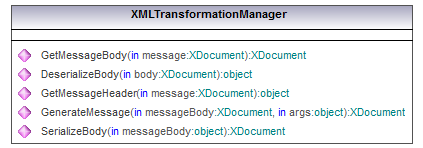 XMLTransformationManager
GetMessageBody(in message:XDocument):XDocument
DeserializeBody(in body:XDocument):object
GetMessageHeader(in message:XDocument):object
GenerateMessage(in messageBody:XDocument, in args:object):XDocument
SerializeBody(in messageBody:object):XDocument